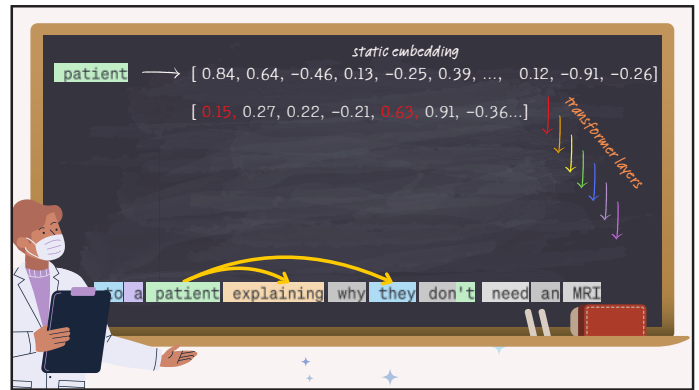 static embedding
patient [ 0.84, 0.64, −0.46, 0.13, −0.25, 0.39, ..., 0.12, −0.91, −0.26]
[ 0.15, 0.27, 0.22, −0.21, 0.63, 0.91, −0.36...]
transformer layers
to a patient explaining why they don't need an MRI